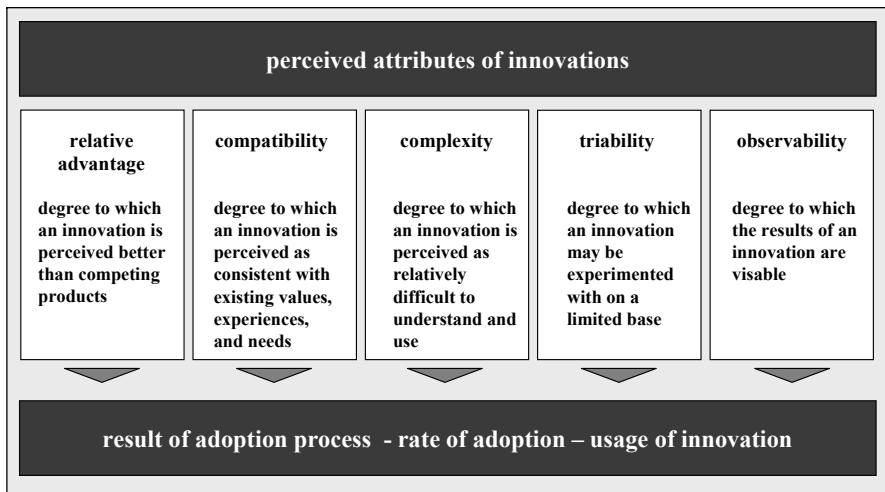 perceived attributes of innovations
relative
advantage
degree to which
an innovation is
perceived better
than competing
products
compatibility
degree to which
an innovation is
perceived as
consistent with
existing values,
experiences,
and needs
complexity
degree to which
an innovation is
perceived as
relatively
difficult to
understand and
use
triability
degree to which
an innovation
may be
experimented
with on a
limited base
observability
degree to which
the results of an
innovation are
visable
result of adoption process - rate of adoption – usage of innovation